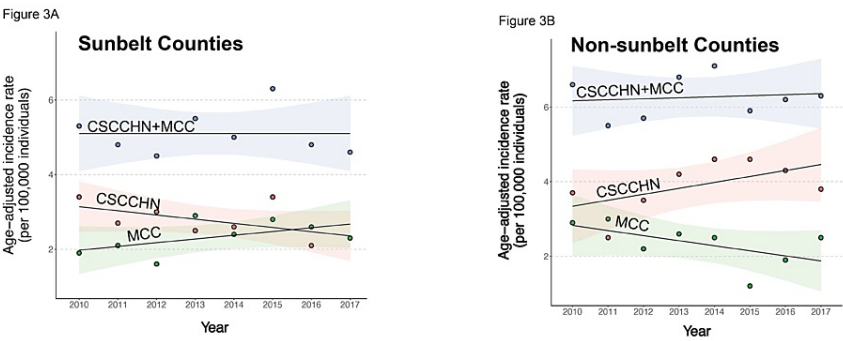 Figure 3A
Sunbelt Counties
Age-adjusted incidence rate
(per 100,000 individuals)
6
4
2
CSCCHN+MCC
CSCCHN
MCC
2010 2011 2012 2013 2014 2015 2016 2017
Year
Figure 3B
Non-sunbelt Counties
Age-adjusted incidence rate
(per 100,000 individuals)
6
4
2
CSCCHN+MCC
CSCCHN
MCC
2010 2011 2012 2013 2014 2015 2016 2017
Year